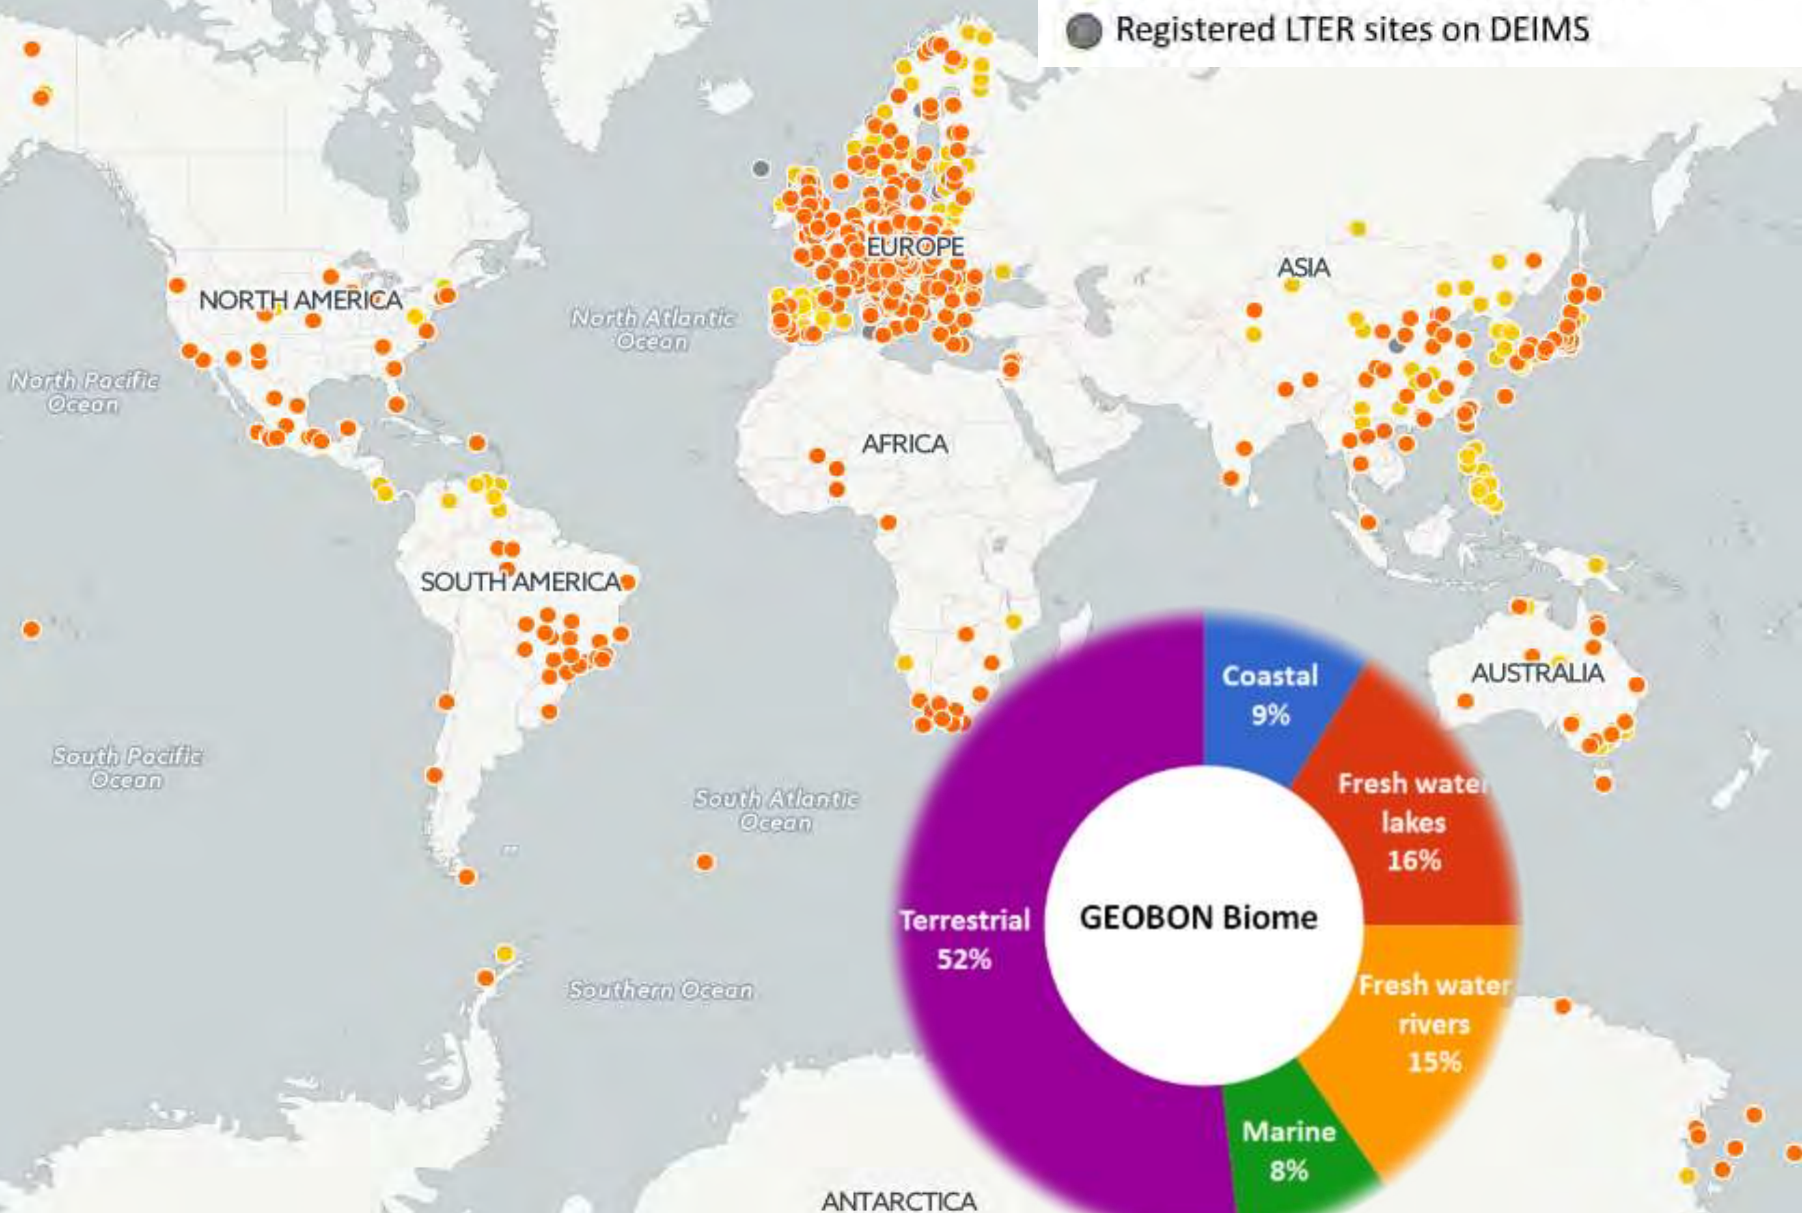 Registered LTER sites on DEIMS
EUROPE
ASIA
NORTH AMERICA
North Atlantic
Ocean
North Pacific
Ocean
AFRICA
SOUTH AMERICA
Coastal
9%
AUSTRALIA
South Pacific
Ocean
South Atlantic
Ocean
Fresh water
lakes
16%
GEOBON Biome
Terrestrial
52%
Southern Ocean
Fresh water
rivers
15%
Marine
8%
ANTARCTICA